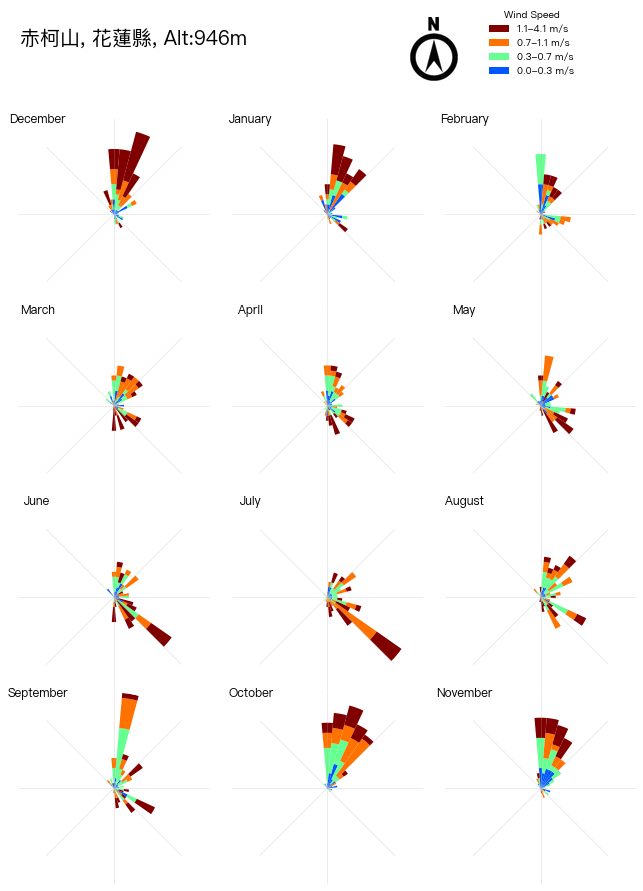 赤柯山, 花蓮縣, Alt:946m
N
Wind Speed
1.1–4.1 m/s
0.7–1.1 m/s
0.3–0.7 m/s
0.0–0.3 m/s
December
January
February
March
April
May
June
July
August
September
October
November